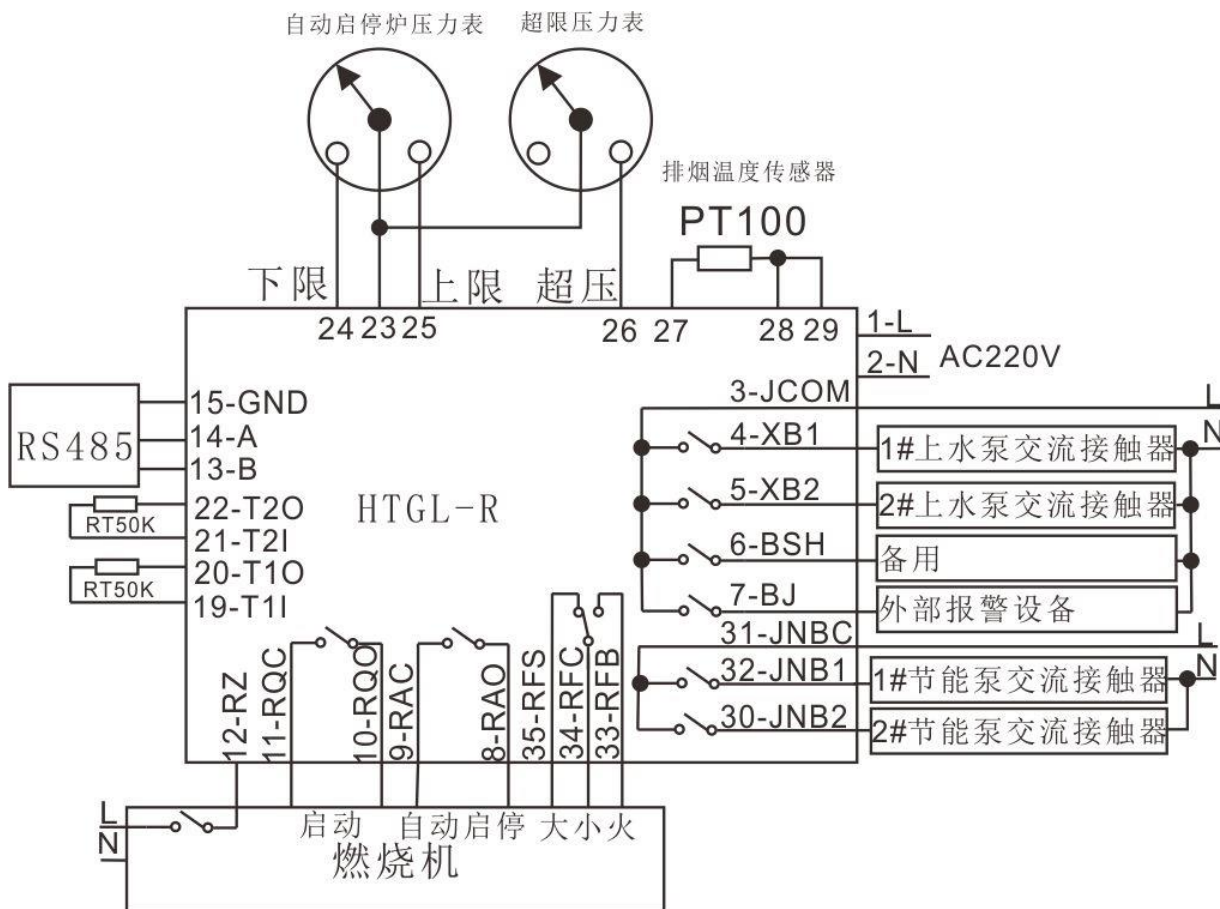 自动启停炉压力表
超限压力表
排烟温度传感器
PT100
下限
上限
超压
24
23
25
26
27
28
29
1-L
2-N
AC220V
RS485
15-GND
14-A
13-B
22-T2O
21-T2I
RT50K
20-T1O
19-T1I
RT50K
HTGL-R
3-JCOM
L
4-XB1
1#上水泵交流接触器
N
5-XB2
2#上水泵交流接触器
6-BSH
备用
7-BJ
外部报警设备
31-JNBC
L
32-JNB1
1#节能泵交流接触器
N
30-JNB2
2#节能泵交流接触器
12-RZ
11-RQC
10-RQO
9-RAC
8-RAO
35-RFS
34-RFC
33-RFB
L
N
启动
自动启停
大小火
燃烧机